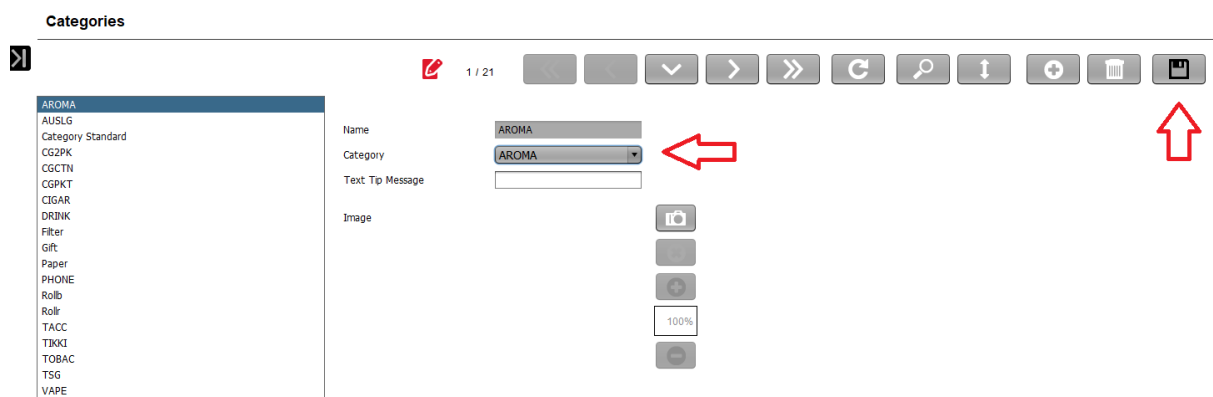 Categories
1 / 21
AROMA
AUSLG
Category Standard
CG2PK
CGCTN
CGPKT
CIGAR
DRINK
Filter
Gift
Paper
PHONE
Rollb
Rollr
TACC
TIKKI
TOBAC
TSG
VAPE
Name AROMA
Category AROMA
Text Tip Message
Image
100%